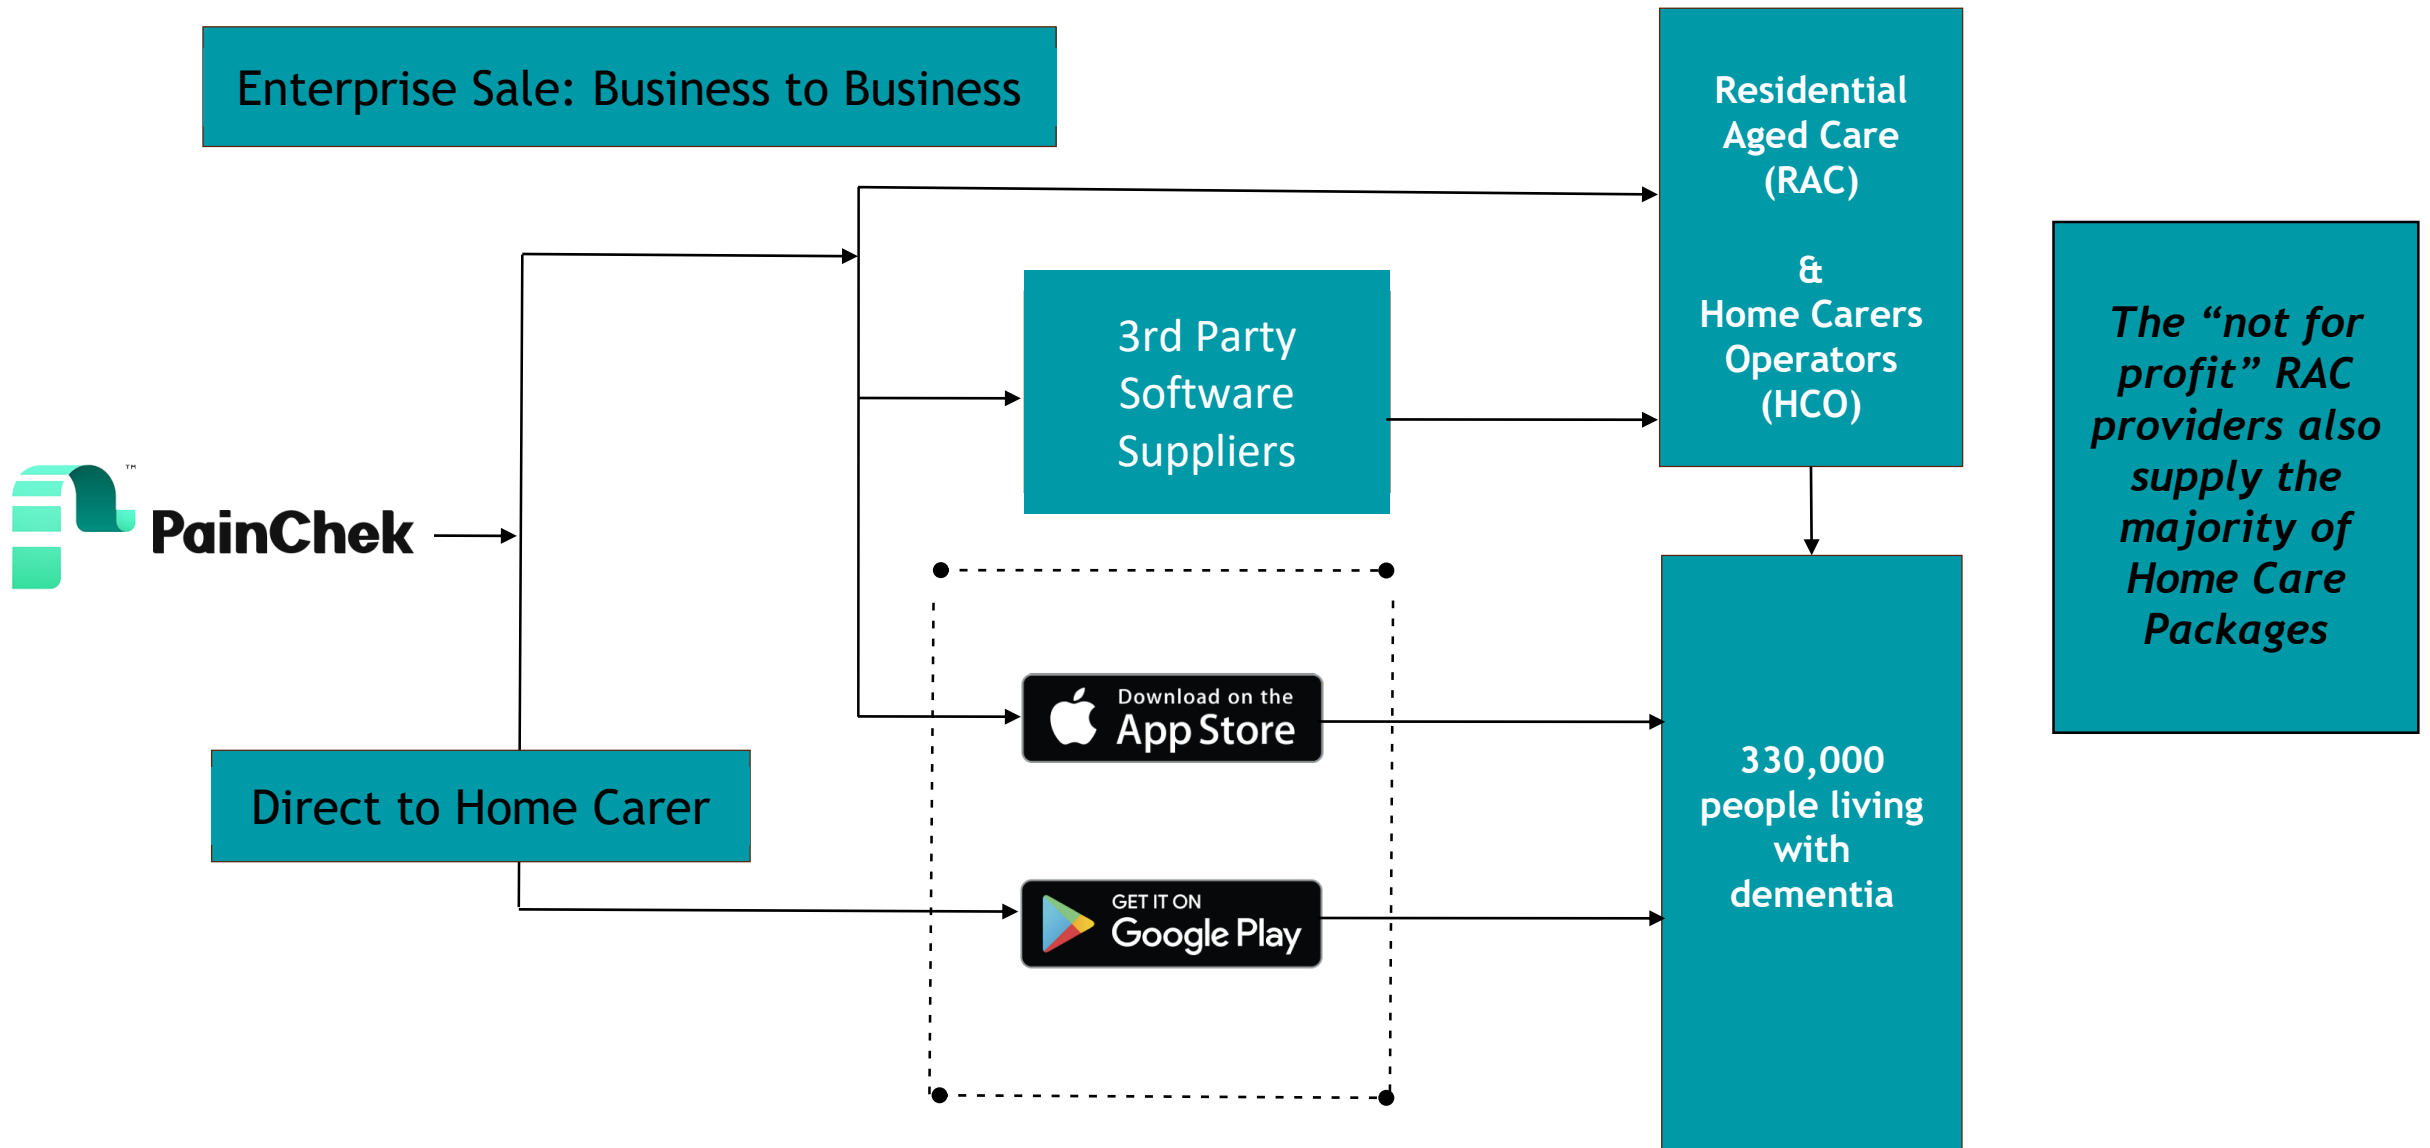 Enterprise Sale: Business to Business
Residential
Aged Care
(RAC)
&
Home Carers
Operators
(HCO)
3rd Party
Software
Suppliers
The “not for
profit” RAC
providers also
supply the
majority of
Home Care
Packages
TM
PainChek
Download on the
App Store
Direct to Home Carer
GET IT ON
Google Play
330,000
people living
with
dementia